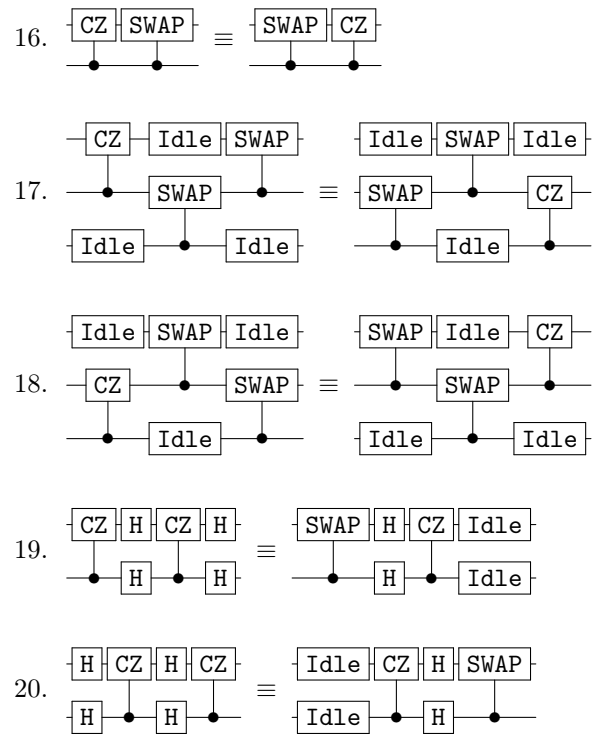 CZ SWAP SWAP CZ
16. ≡
CZ Idle SWAP Idle SWAP Idle
17. SWAP ≡ SWAP CZ
Idle Idle Idle
Idle SWAP Idle SWAP Idle CZ
18. CZ SWAP ≡ SWAP
Idle Idle Idle
CZ H CZ H SWAP H CZ Idle
19. ≡
H H H Idle
H CZ H CZ Idle CZ H SWAP
20. ≡
H H Idle H